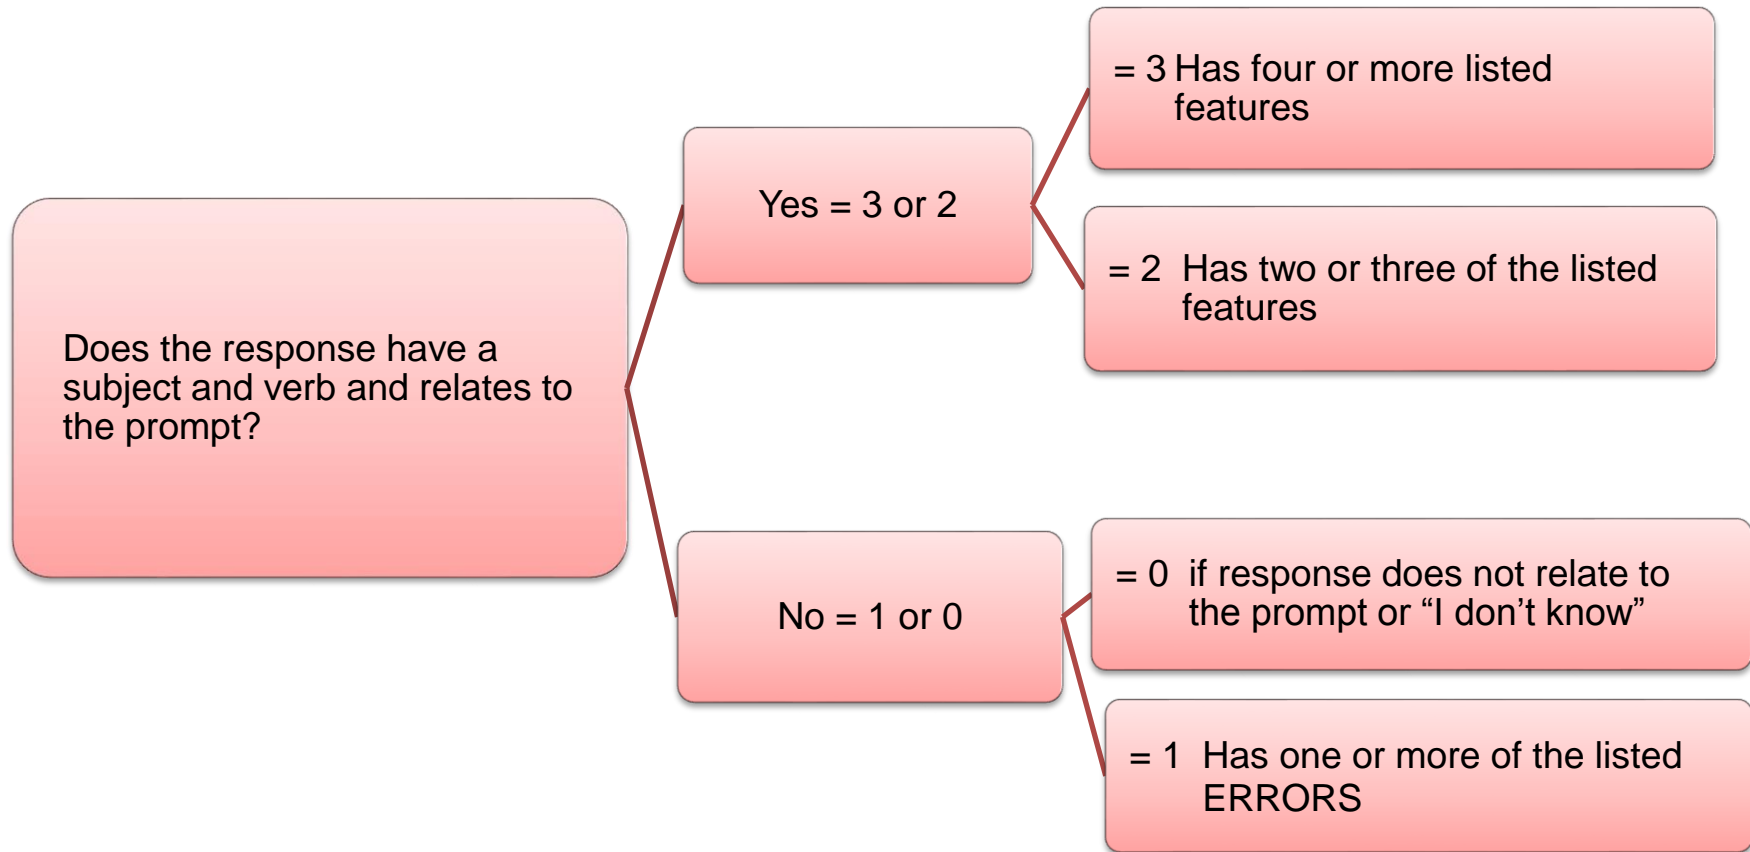 Does the response have a
subject and verb and relates to
the prompt?
Yes = 3 or 2
= 3 Has four or more listed
features
= 2 Has two or three of the listed
features
No = 1 or 0
= 0 if response does not relate to
the prompt or “I don’t know”
= 1 Has one or more of the listed
ERRORS